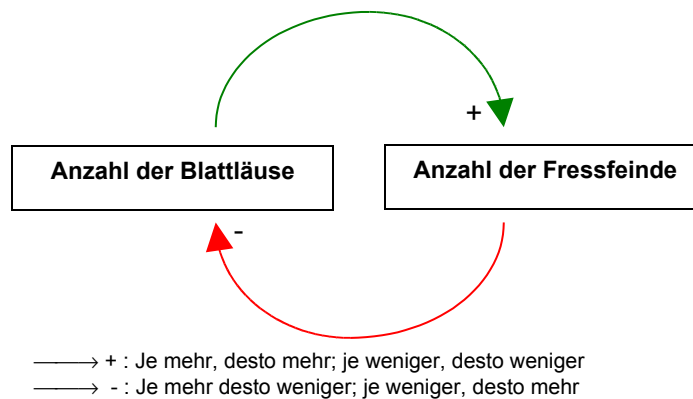 +
Anzahl der Blattläuse
Anzahl der Fressfeinde
-
———→ + : Je mehr, desto mehr; je weniger, desto weniger
———→ - : Je mehr desto weniger; je weniger, desto mehr